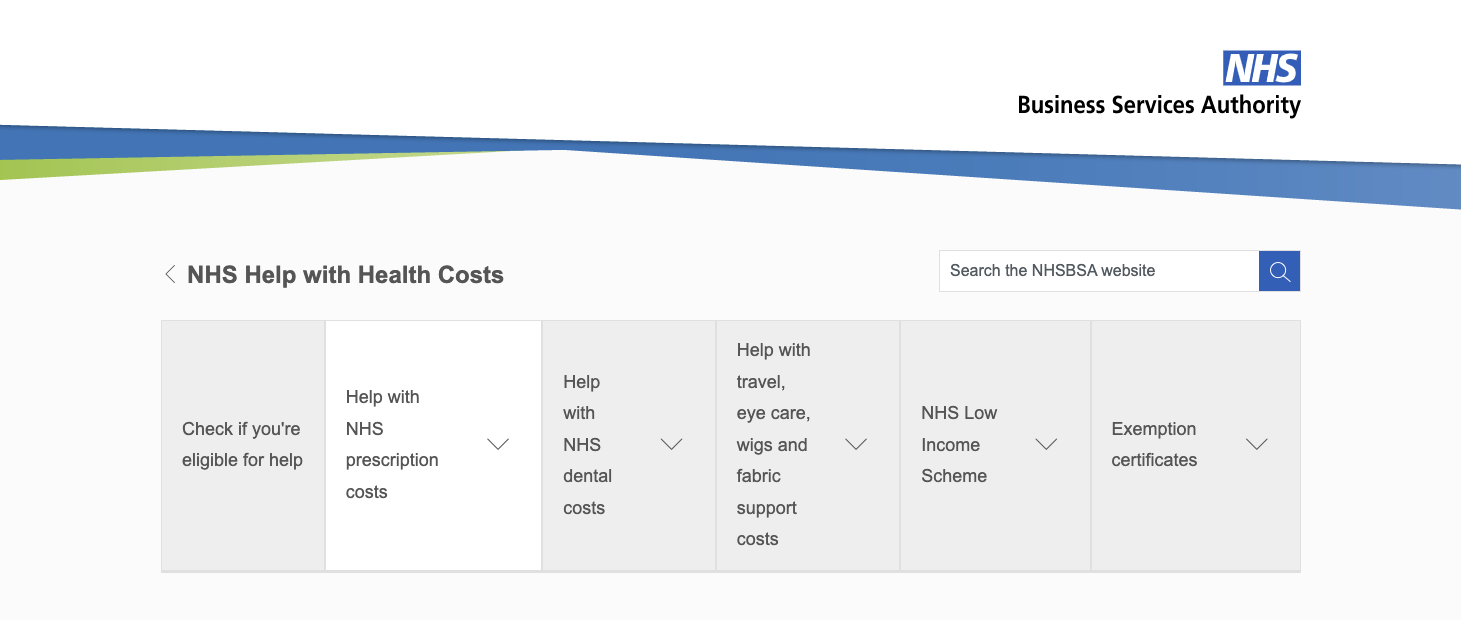 NHS
Business Services Authority
NHS Help with Health Costs
Search the NHSBSA website
Check if you're
eligible for help
Help with
NHS
prescription
costs
Help
with
NHS
dental
costs
Help with
travel,
eye care,
wigs and
fabric
support
costs
NHS Low
Income
Scheme
Exemption
certificates